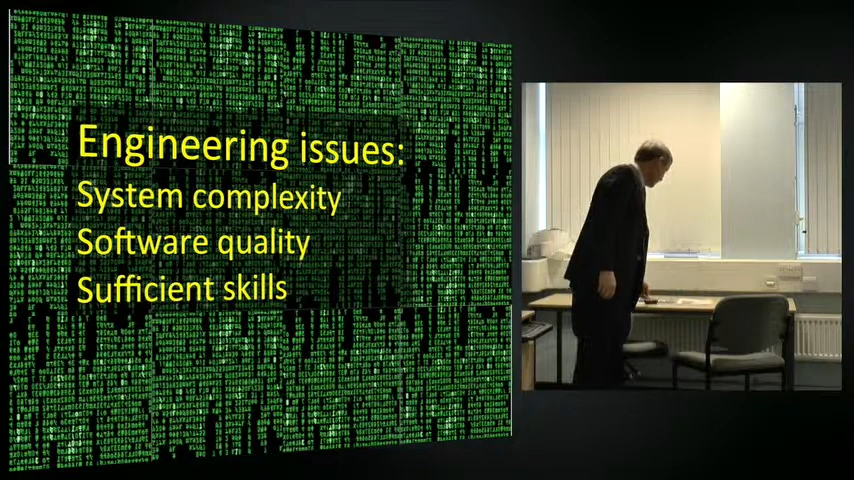 Engineering issues:
System complexity
Software quality
Sufficient skills